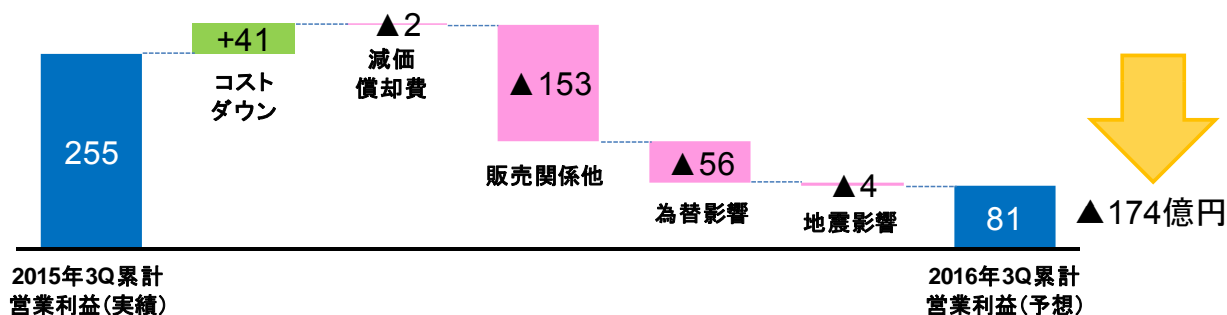 255
+41
コスト
ダウン
▲2
減価
償却費
▲153
販売関係他
▲56
為替影響
▲4
地震影響
81
▲174億円
2015年3Q累計
営業利益(実績)
2016年3Q累計
営業利益(予想)